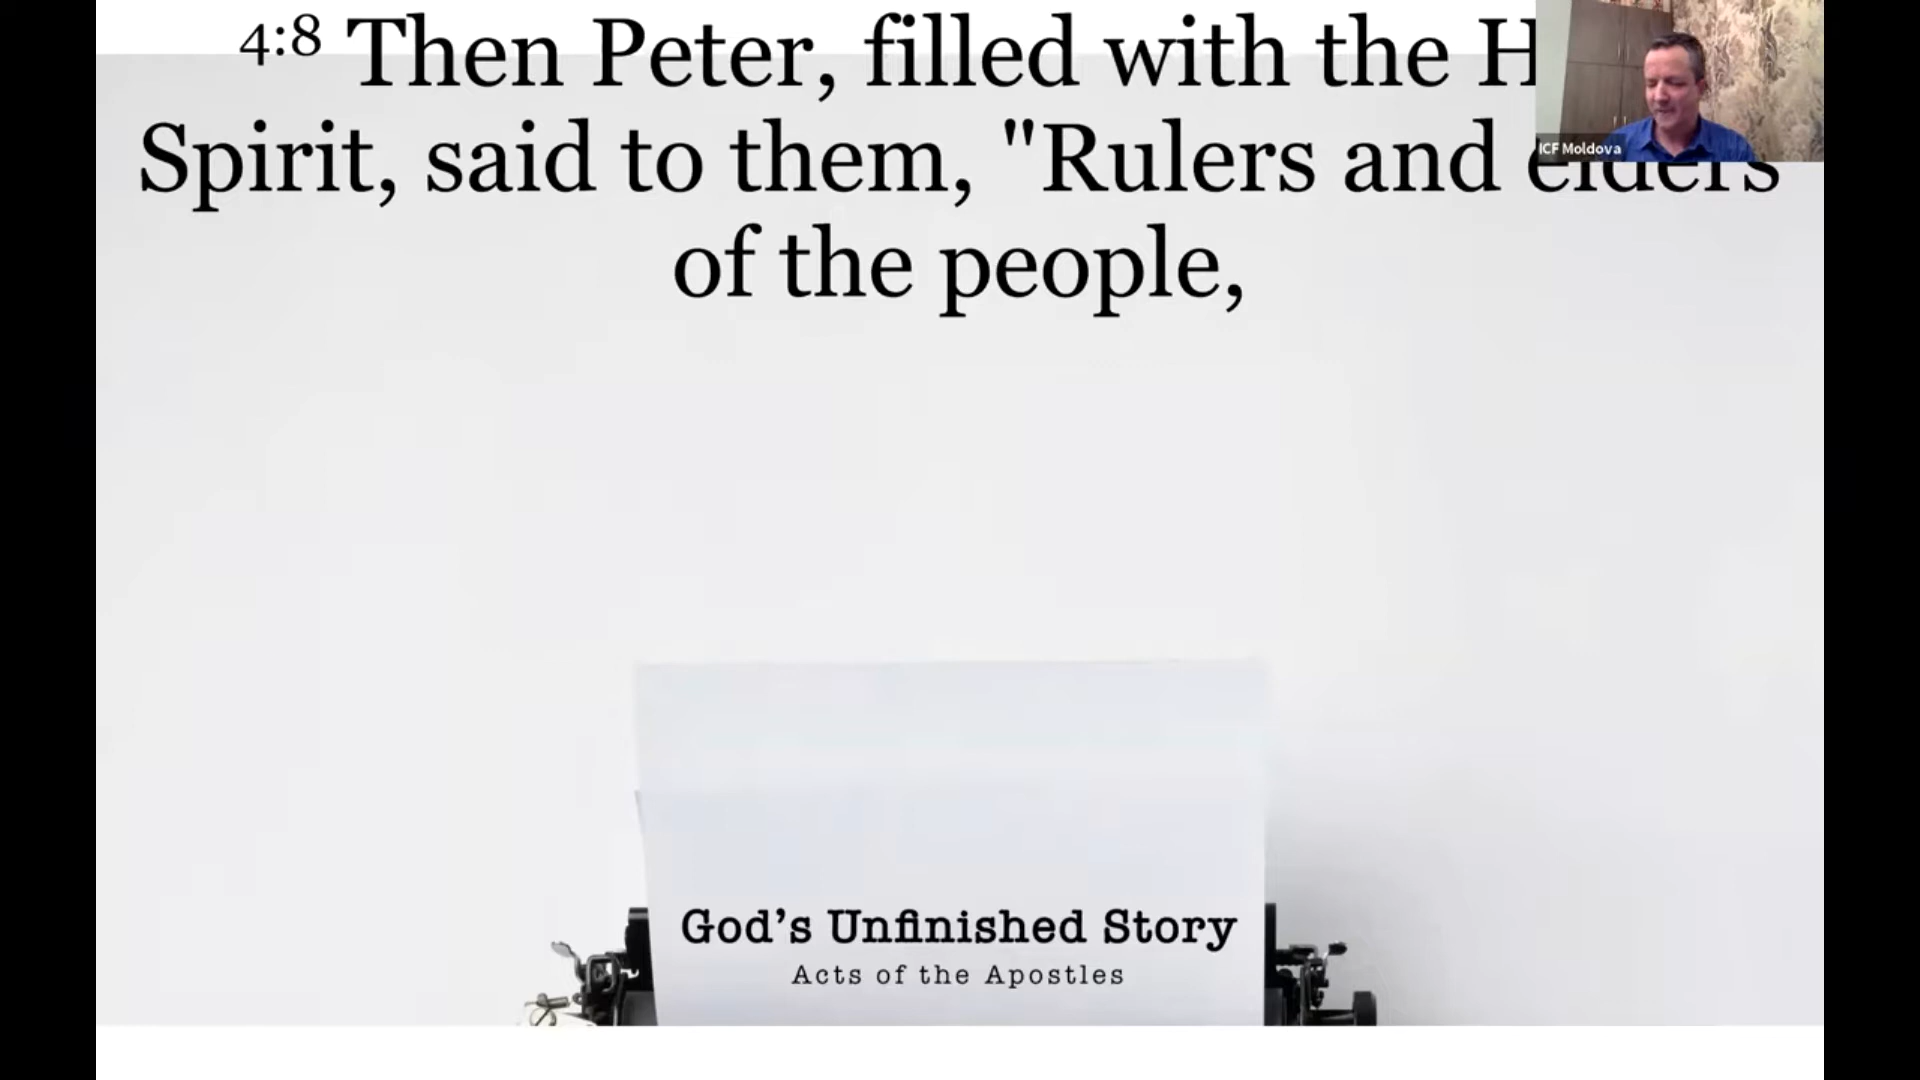 4:8 Then Peter, filled with the
Spirit, said to them, "Rulers and elders
of the people,
ICF Moldova
God's Unfinished Story
Acts of the Apostles